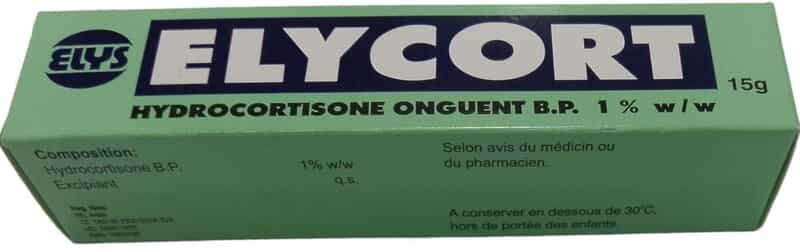 ELYS
ELYCORT
15g
HYDROCORTISONE ONGUENT B.P. 1 % w/w
Composition:
Hydrocortisone B.P. 1% w/w
Excipiant q.s.
Selon avis du médicin ou
du pharmacien.
A conserver en dessous de 30°C,
hors de portée des enfants.